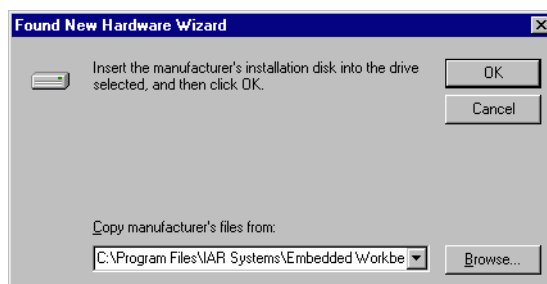 Found New Hardware Wizard
Insert the manufacturer's installation disk into the drive
selected, and then click OK.
OK
Cancel
Copy manufacturer's files from:
C:\Program Files\IAR Systems\Embedded Workbe
Browse...